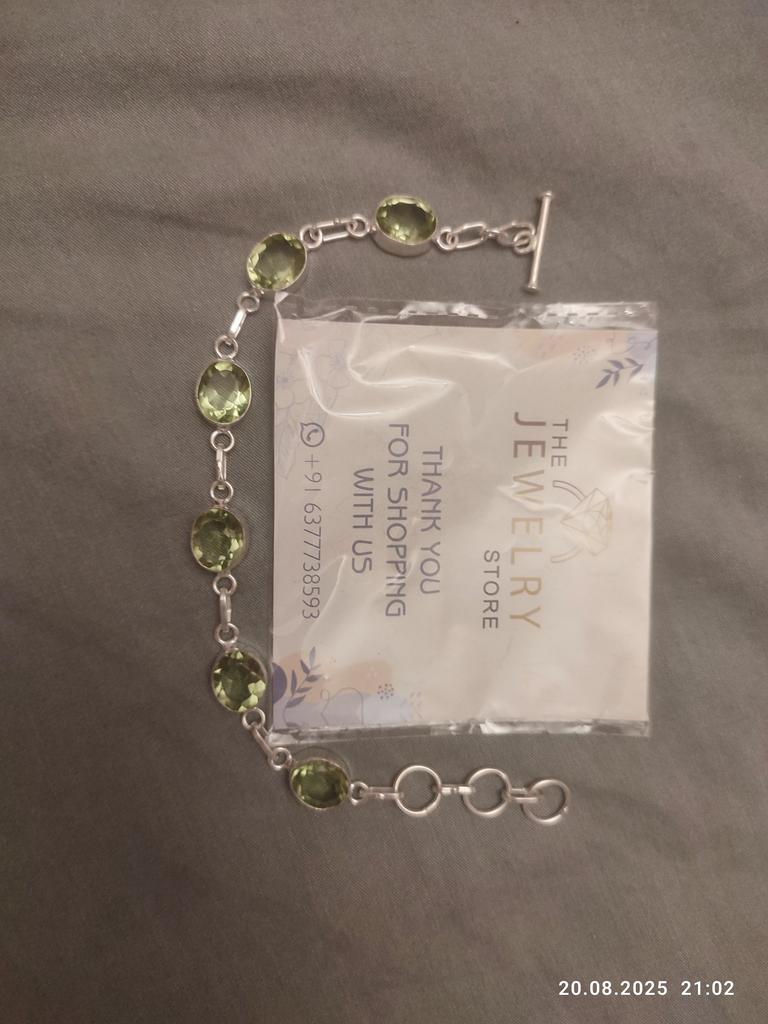 THE
JEWELRY
STORE
THANK YOU
FOR SHOPPING
WITH US
+91 6377738593
20.08.2025 21:02